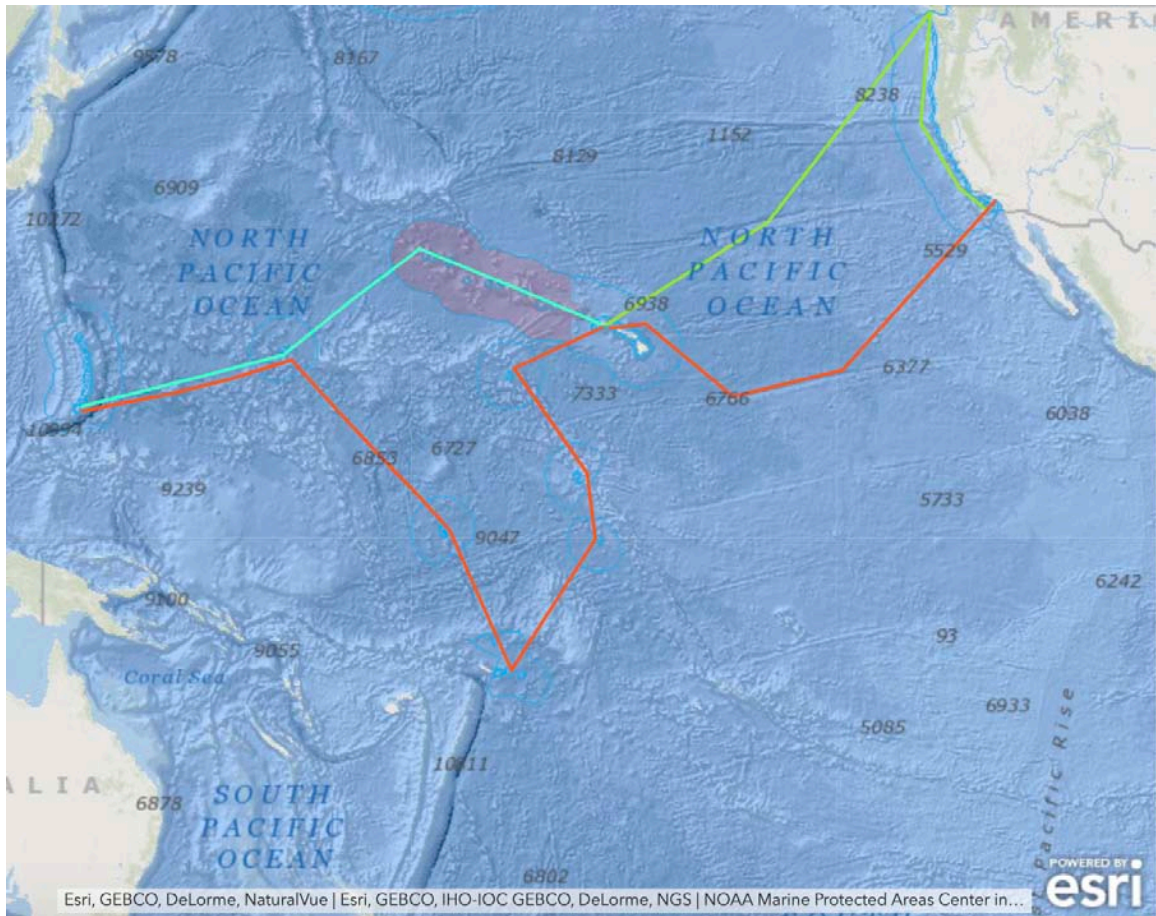 AMERI
9578
8167
8238
1152
8129
6909
10272
NORTH
PACIFIC
OCEAN
NORTH
PACIFIC
OCEAN
5529
6938
6377
7333
6766
6038
10994
6727
6853
9239
5733
9047
6242
9100
93
9055
Coral Sea
6933
5085
Pacific Rise
10811
ALIA
6878
SOUTH
PACIFIC
OCEAN
6802
POWERED BY
esri
Esri, GEBCO, DeLorme, NaturalVue | Esri, GEBCO, IHO-IOC GEBCO, DeLorme, NGS | NOAA Marine Protected Areas Center in...